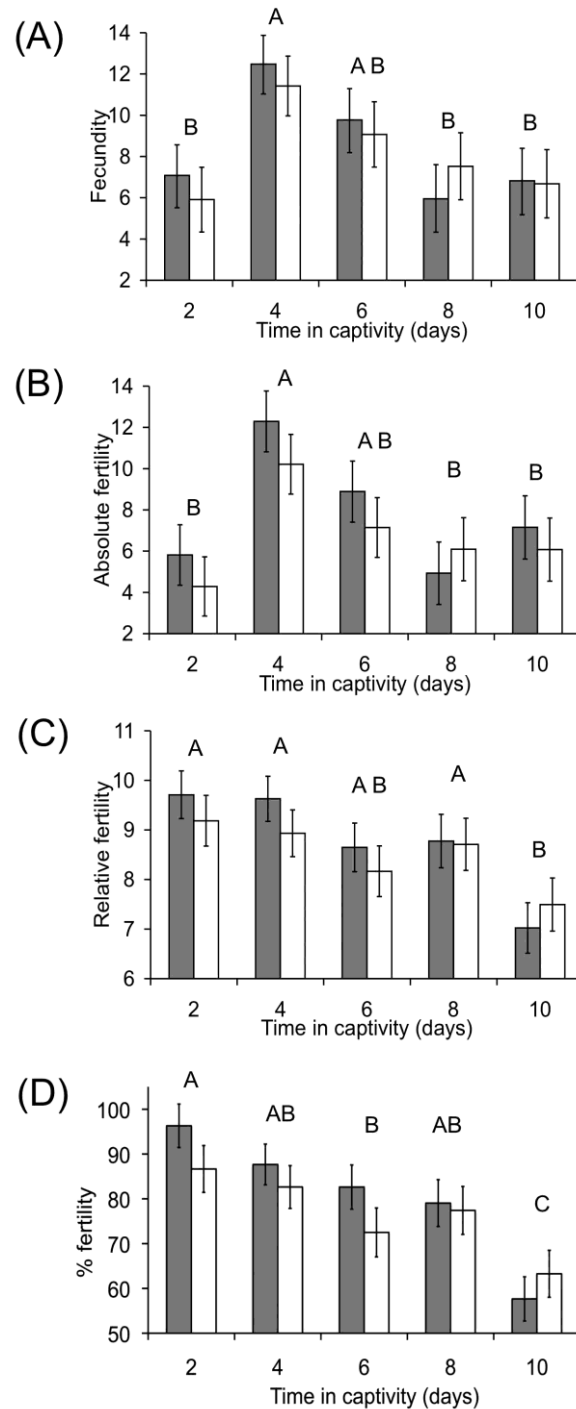 (A)
Fecundity
14
12
10
8
6
4
2
B
A
A B
B
B
2 4 6 8 10
Time in captivity (days)
(B)
Absolute fertility
14
12
10
8
6
4
2
B
A
A B
B
B
2 4 6 8 10
Time in captivity (days)
(C)
Relative fertility
11
10
9
8
7
6
A
A
A B
A
B
2 4 6 8 10
Time in captivity (days)
(D)
% fertility
100
90
80
70
60
50
A
AB
B
AB
C
2 4 6 8 10
Time in captivity (days)